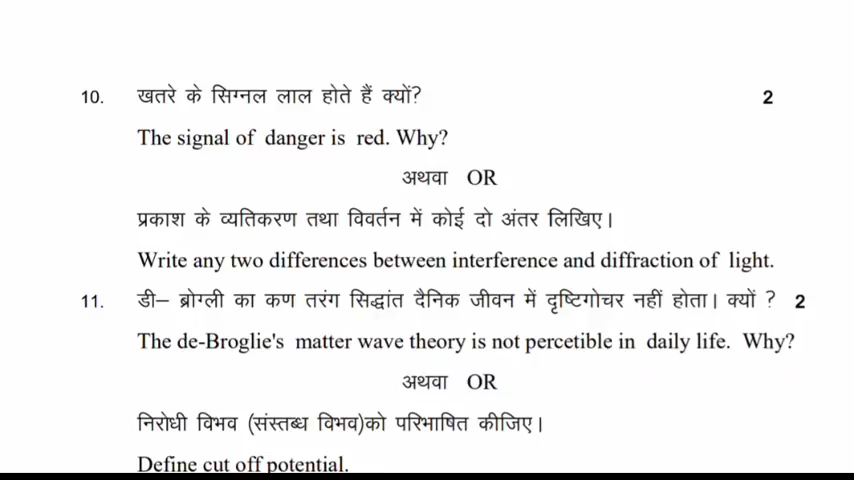 10. खतरे के सिग्नल लाल होते हैं क्यों? 2
The signal of danger is red. Why?
अथवा OR
प्रकाश के व्यतिकरण तथा विवर्तन में कोई दो अंतर लिखिए।
Write any two differences between interference and diffraction of light.
11. डी– ब्रोग्ली का कण तरंग सिद्धांत दैनिक जीवन में दृष्टिगोचर नहीं होता। क्यों ? 2
The de-Broglie's matter wave theory is not percetible in daily life. Why?
अथवा OR
निरोधी विभव (संस्तब्ध विभव)को परिभाषित कीजिए।
Define cut off potential.